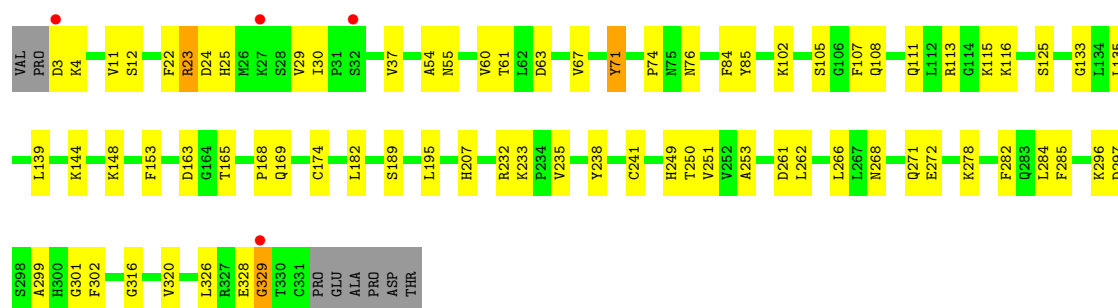 VAL PRO D3 K4 V11 S12 F22 R23 D24 H25 M26 K27 S28 V29 I30 P31 S32 V37 A54 N55 V60 T61 L62 D63 V67 Y71 P74 N75 N76 F84 Y85 K102 S105 G106 F107 Q108 Q111 L112 R113 G114 K115 K116 S125 G133 L134 L135
L139 K144 K148 F153 D163 G164 T165 P168 Q169 C174 L182 S189 L195 H207 R232 K233 P234 V235 Y238 C241 H249 T250 V251 V252 A253 D261 L262 L266 L267 N268 Q271 E272 K278 F282 Q283 L284 F285 K296 D297
S298 A299 H300 G301 F302 G316 V320 L326 R327 E328 G329 T330 C331 PRO GLU ALA PRO ASP THR